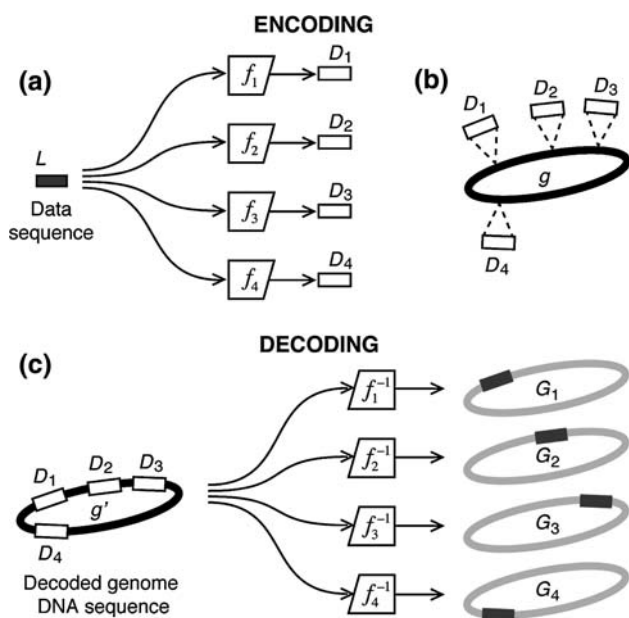 ENCODING
(a)
L
Data
sequence
f₁
D₁
f₂
D₂
f₃
D₃
f₄
D₄
(b)
D₁
D₂
D₃
g
D₄
DECODING
(c)
D₁
D₂
D₃
g'
D₄
Decoded genome
DNA sequence
f₁⁻¹
G₁
f₂⁻¹
G₂
f₃⁻¹
G₃
f₄⁻¹
G₄